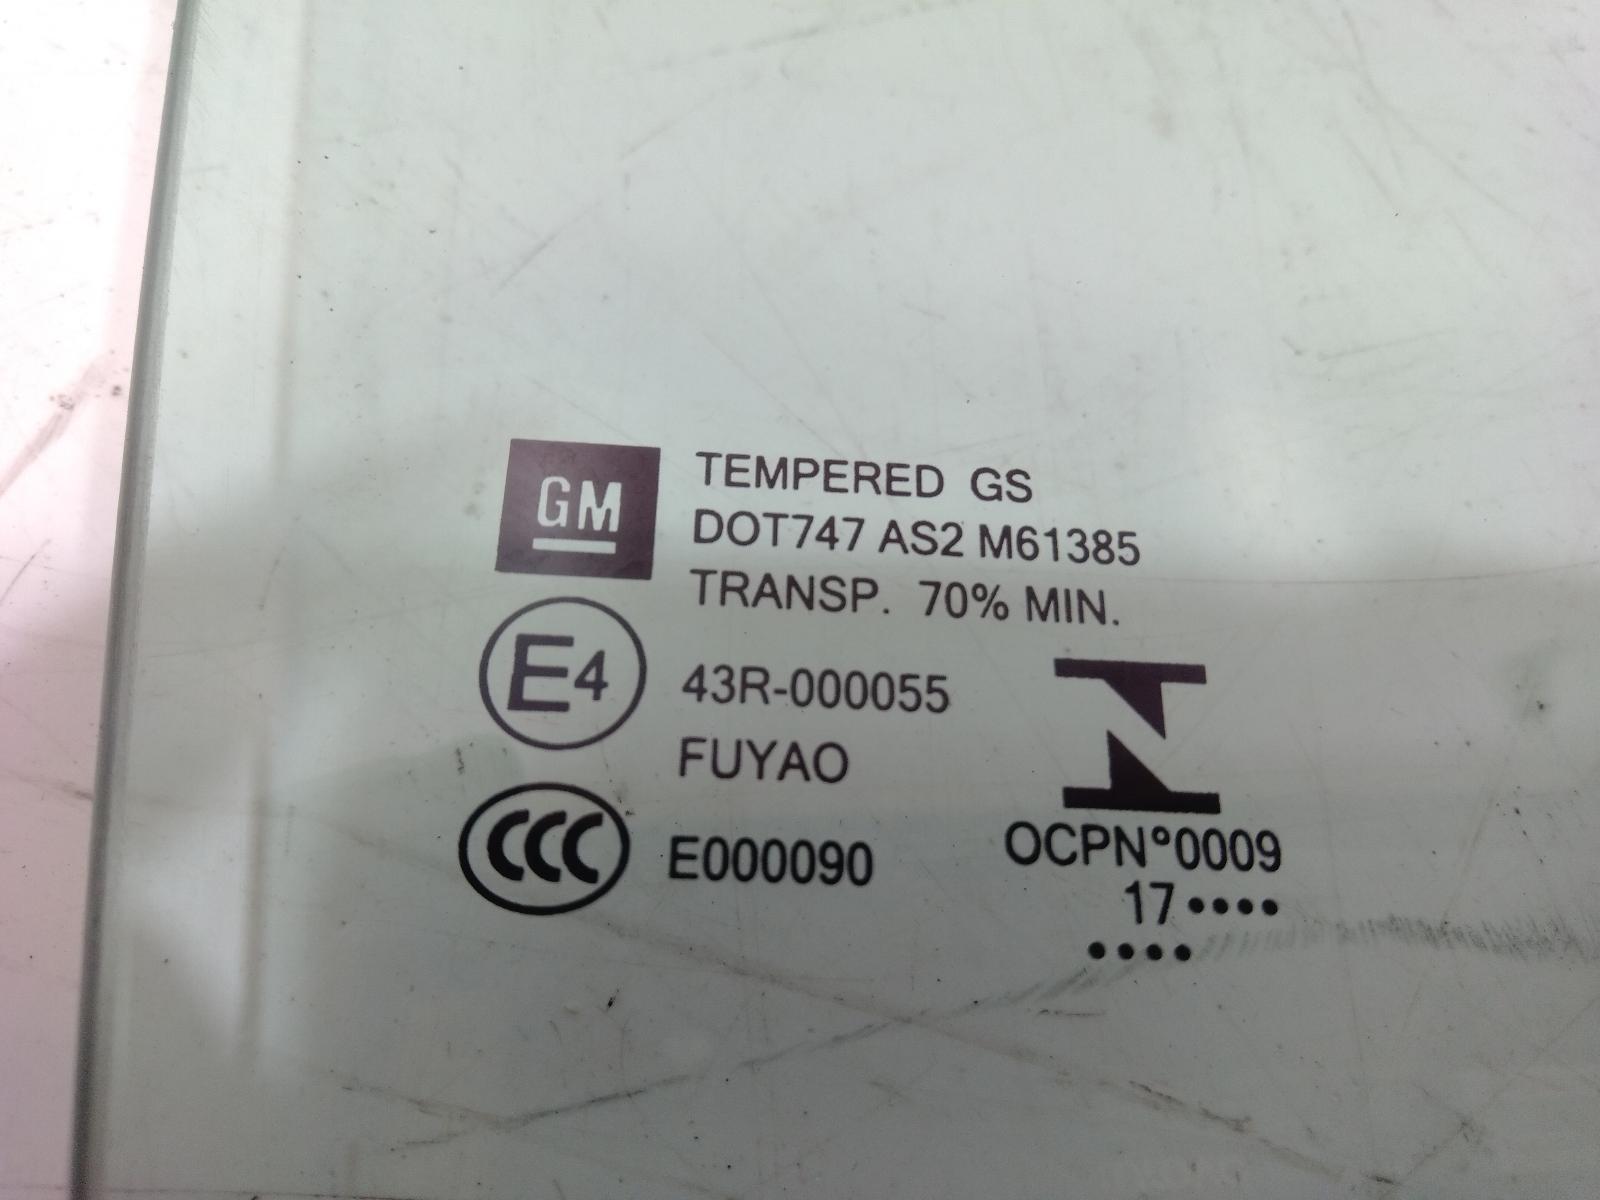 GM
TEMPERED GS
DOT747 AS2 M61385
TRANSP. 70% MIN.
E4
43R-000055
FUYAO
CCC
E000090
OCPN°0009
17••••
••••